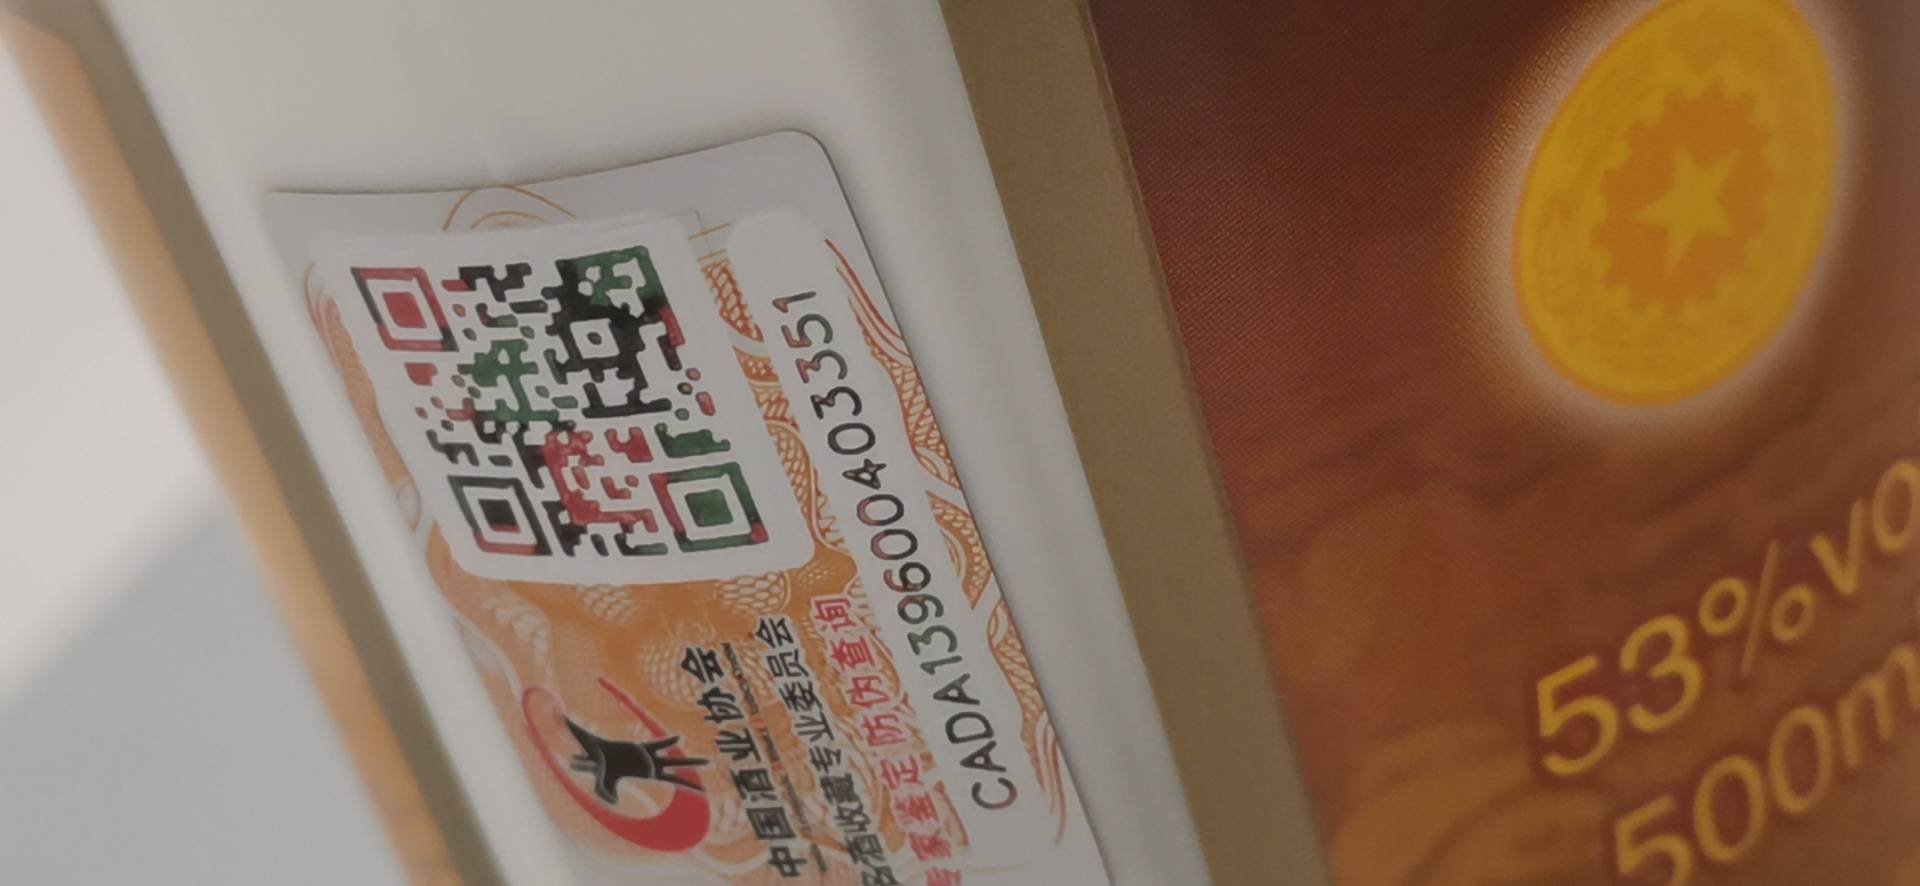 中国酒业协会
名酒收藏专业委员会
专家鉴定 防伪查询
CADA139600403351
53%vo
500m